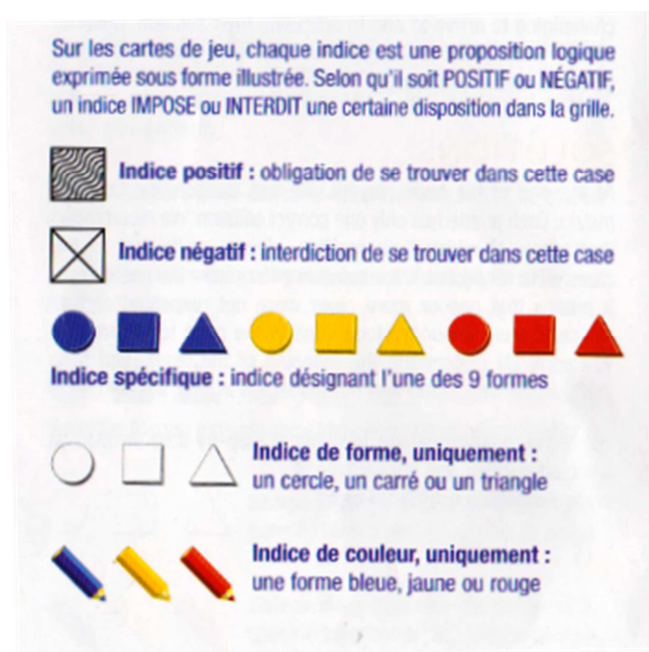 Sur les cartes de jeu, chaque indice est une proposition logique
exprimée sous forme illustrée. Selon qu'il soit POSITIF ou NÉGATIF,
un indice IMPOSE ou INTERDIT une certaine disposition dans la grille.
Indice positif : obligation de se trouver dans cette case
Indice négatif : interdiction de se trouver dans cette case
Indice spécifique : indice désignant l'une des 9 formes
Indice de forme, uniquement :
un cercle, un carré ou un triangle
Indice de couleur, uniquement :
une forme bleue, jaune ou rouge